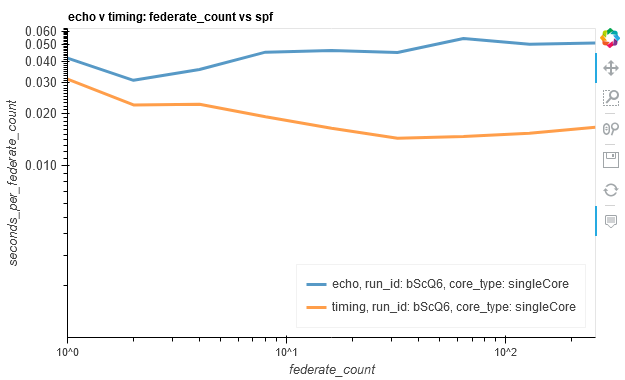 echo v timing: federate_count vs spf
0.060
0.050
0.040
0.030
0.020
0.010
seconds_per_federate_count
echo, run_id: bScQ6, core_type: singleCore
timing, run_id: bScQ6, core_type: singleCore
10^0
10^1
10^2
federate_count